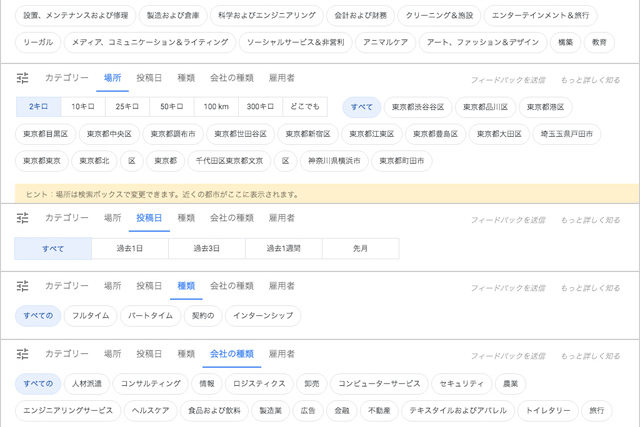 設置、メンテナンスおよび修理 製造および倉庫 科学およびエンジニアリング 会計および財務 クリーニング＆施設 エンターテインメント＆旅行
リーガル メディア、コミュニケーション＆ライティング ソーシャルサービス＆非営利 アニマルケア アート、ファッション＆デザイン 構築 教育
カテゴリー 場所 投稿日 種類 会社の種類 雇用者 フィードバックを送信 もっと詳しく知る
2キロ 10キロ 25キロ 50キロ 100 km 300キロ どこでも すべて 東京都渋谷谷区 東京都品川区 東京都港区
東京都目黒区 東京都中央区 東京都調布市 東京都世田谷区 東京都新宿区 東京都江東区 東京都豊島区 東京都大田区 埼玉玉県戸田市
東京都東京 東京都北 区 東京都 千代田区東京都文京 区 神奈川県横浜市 東京都町田市
ヒント：場所は検索ボックスで変更できます。近くの都市がここに表示されます。
カテゴリー 場所 投稿日 種類 会社の種類 雇用者 フィードバックを送信 もっと詳しく知る
すべて 過去1日 過去3日 過去1週間 先月
カテゴリー 場所 投稿日 種類 会社の種類 雇用者 フィードバックを送信 もっと詳しく知る
すべての フルタイム パートタイム 契約の インターンシップ
カテゴリー 場所 投稿日 種類 会社の種類 雇用者 フィードバックを送信 もっと詳しく知る
すべての 人材派遣 コンサルティング 情報 ロジスティクス 卸売 コンピューターサービス セキュリティ 農業
エンジニアリングサービス ヘルスケア 食品および飲料 製造業 広告 金融 不動産 テキスタイルおよびアパレル トイレタリー 旅行